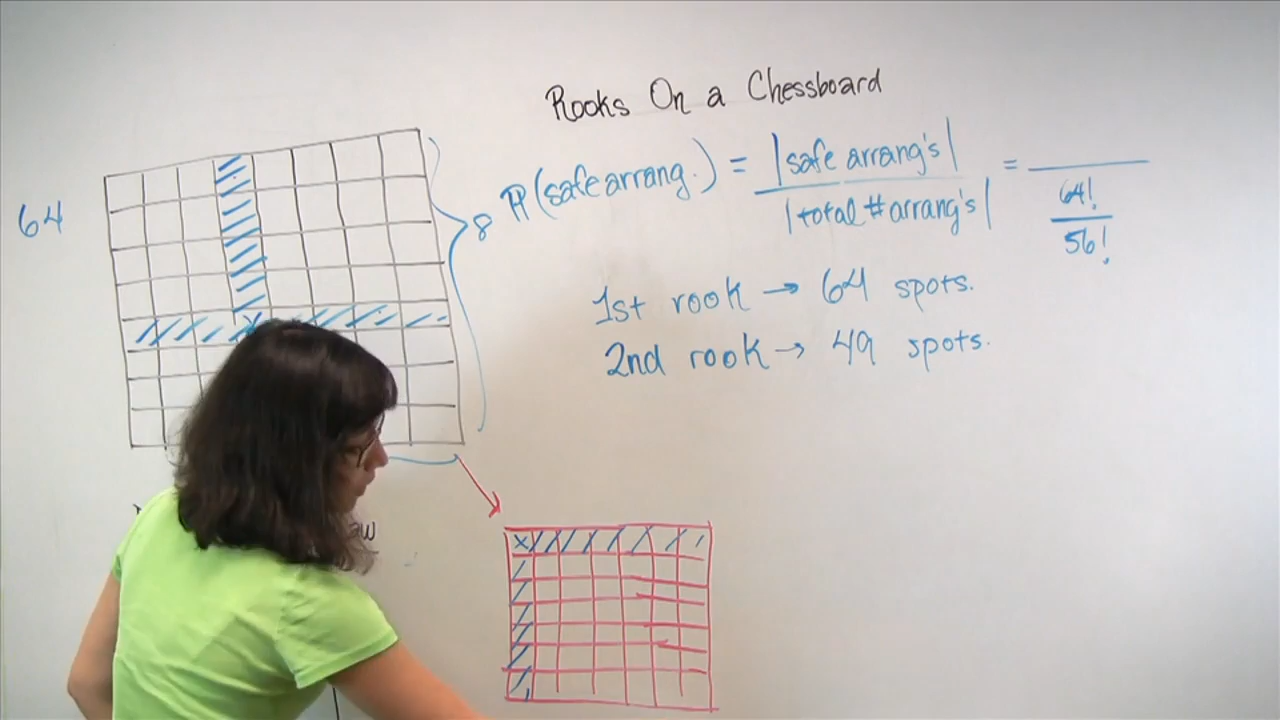 Rooks On a Chessboard
64
8
P(safe arrang.) = |safe arrang's| / |total # arrang's| = ___ / (64! / 56!)
1st rook → 64 spots.
2nd rook → 49 spots.